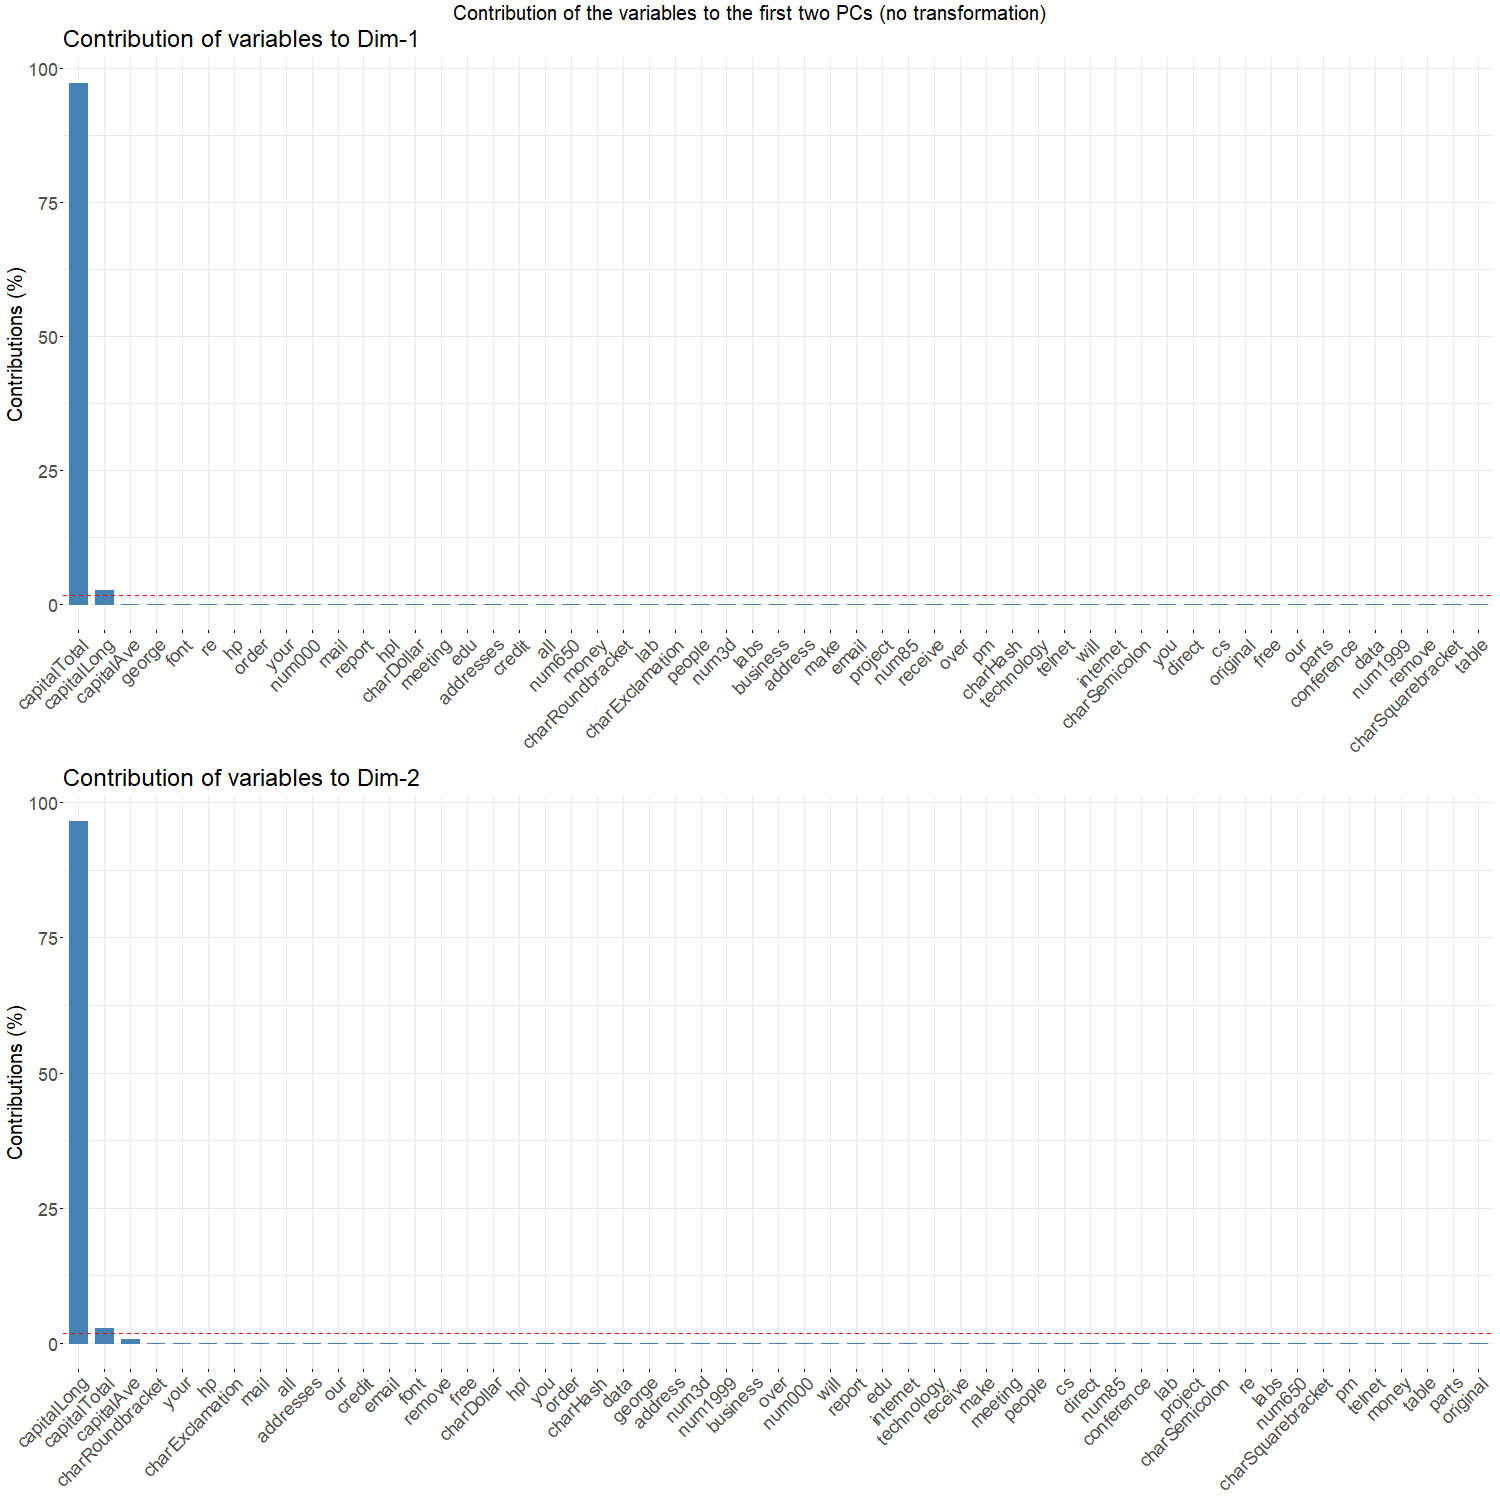 Contribution of the variables to the first two PCs (no transformation)
Contribution of variables to Dim-1
Contributions (%)
100
75
50
25
0
capitalTotal
capitalLong
capitalAve
george
font
re
hp
order
your
num000
mail
report
hpl
charDollar
meeting
edu
addresses
credit
all
num650
money
charRoundbracket
lab
charExclamation
people
num3d
labs
business
address
make
email
project
num85
receive
over
pm
charHash
technology
telnet
will
internet
charSemicolon
you
direct
cs
original
free
our
parts
conference
data
num1999
remove
charSquarebracket
table
Contribution of variables to Dim-2
Contributions (%)
100
75
50
25
0
capitalLong
capitalTotal
capitalAve
charRoundbracket
your
hp
charExclamation
mail
all
addresses
our
credit
email
font
remove
free
charDollar
hpl
you
order
charHash
data
george
address
num3d
num1999
business
over
num000
will
report
edu
internet
technology
receive
make
meeting
people
cs
direct
num85
conference
lab
project
charSemicolon
re
labs
num650
charSquarebracket
pm
telnet
money
table
parts
original